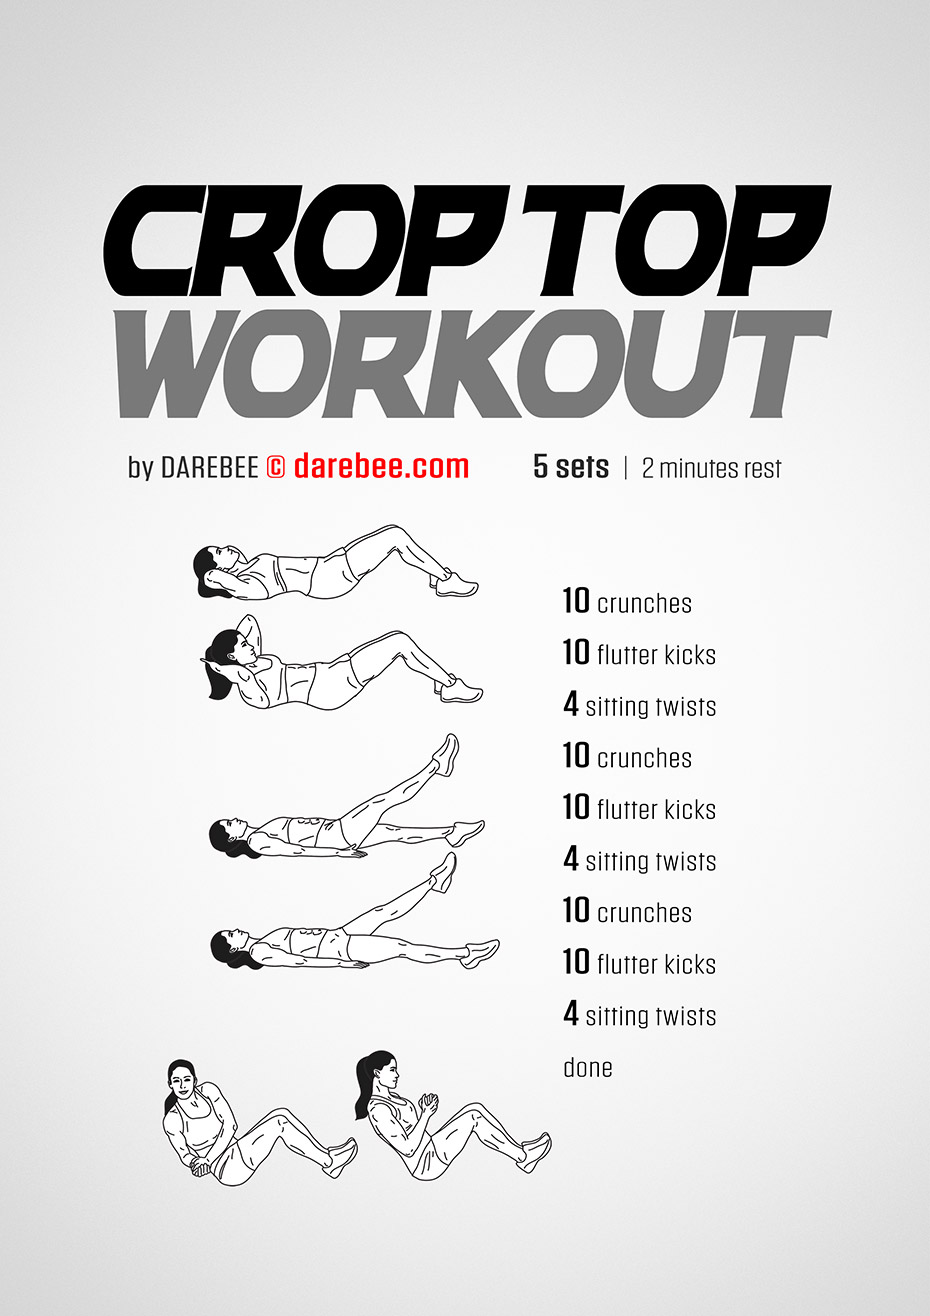 CROP TOP
WORKOUT
by DAREBEE © darebee.com
5 sets | 2 minutes rest
10 crunches
10 flutter kicks
4 sitting twists
10 crunches
10 flutter kicks
4 sitting twists
10 crunches
10 flutter kicks
4 sitting twists
done